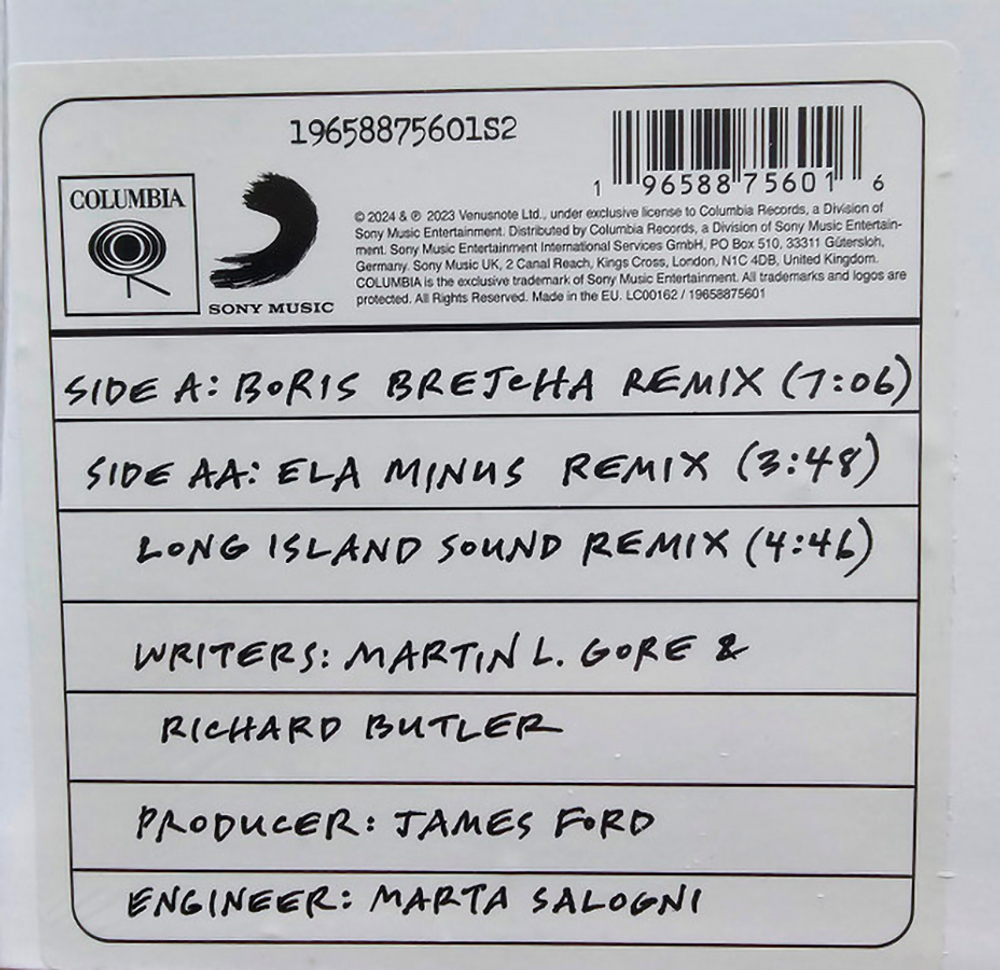 19658875601S2
1 96588 75601 6
COLUMBIA
SONY MUSIC
© 2024 & ℗ 2023 Venusnote Ltd., under exclusive license to Columbia Records, a Division of
Sony Music Entertainment. Distributed by Columbia Records, a Division of Sony Music Entertain-
ment. Sony Music Entertainment International Services GmbH, PO Box 510, 33311 Gütersloh,
Germany. Sony Music UK, 2 Canal Reach, Kings Cross, London, N1C 4DB, United Kingdom.
COLUMBIA is the exclusive trademark of Sony Music Entertainment. All trademarks and logos are
protected. All Rights Reserved. Made in the EU. LC00162 / 19658875601
SIDE A: BORIS BREJCHA REMIX (7:06)
SIDE AA: ELA MINUS REMIX (3:48)
LONG ISLAND SOUND REMIX (4:46)
WRITERS: MARTIN L. GORE &
RICHARD BUTLER
PRODUCER: JAMES FORD
ENGINEER: MARTA SALOGNI